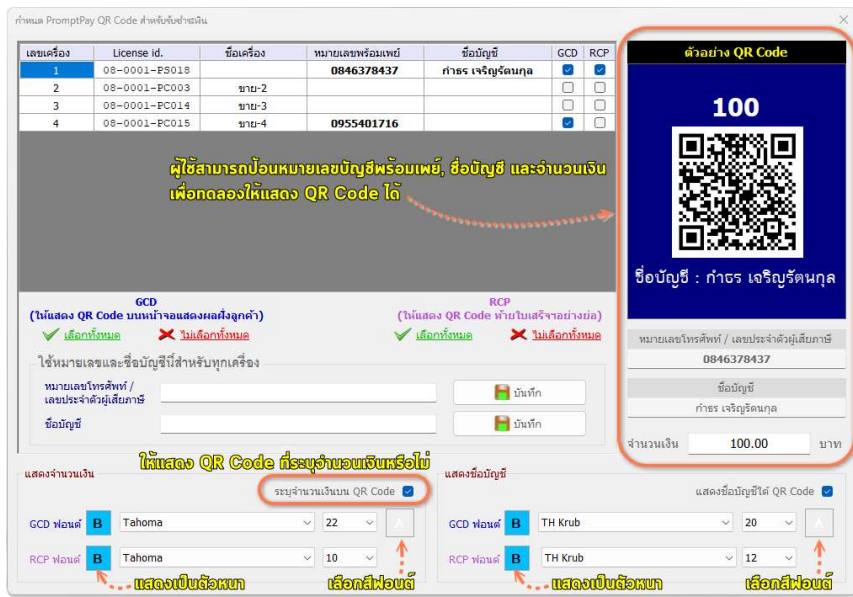 กำหนด PromptPay QR Code สำหรับรับชำระเงิน
เลขเครื่อง License id. ชื่อเครื่อง หมายเลขพร้อมเพย์ ชื่อบัญชี GCD RCP
1 08-0001-PS018 0846378437 กำธร เจริญรัตนกุล
2 08-0001-PC003 ขาย-2
3 08-0001-PC014 ขาย-3
4 08-0001-PC015 ขาย-4 0955401716
ผู้ใช้สามารถป้อนหมายเลขบัญชีพร้อมเพย์, ชื่อบัญชี และจำนวนเงิน
เพื่อทดลองให้แสดง QR Code ได้
ตัวอย่าง QR Code
100
ชื่อบัญชี : กำธร เจริญรัตนกุล
หมายเลขโทรศัพท์ / เลขประจำตัวผู้เสียภาษี
0846378437
ชื่อบัญชี
กำธร เจริญรัตนกุล
จำนวนเงิน 100.00 บาท
GCD
(ให้แสดง QR Code บนหน้าจอแสดงผลฝั่งลูกค้า)
เลือกทั้งหมด ไม่เลือกทั้งหมด
RCP
(ให้แสดง QR Code ท้ายใบเสร็จฯอย่างย่อ)
เลือกทั้งหมด ไม่เลือกทั้งหมด
ใช้หมายเลขและชื่อบัญชีนี้สำหรับทุกเครื่อง
หมายเลขโทรศัพท์ /
เลขประจำตัวผู้เสียภาษี
บันทึก
ชื่อบัญชี
บันทึก
ให้แสดง QR Code ที่ระบุจำนวนเงินหรือไม่
แสดงจำนวนเงิน
ระบุจำนวนเงินบน QR Code
GCD ฟอนต์ B Tahoma 22 A
RCP ฟอนต์ B Tahoma 10
แสดงเป็นตัวหนา เลือกสีฟอนต์
แสดงชื่อบัญชี
แสดงชื่อบัญชีใต้ QR Code
GCD ฟอนต์ B TH Krub 20 A
RCP ฟอนต์ B TH Krub 12
แสดงเป็นตัวหนา เลือกสีฟอนต์